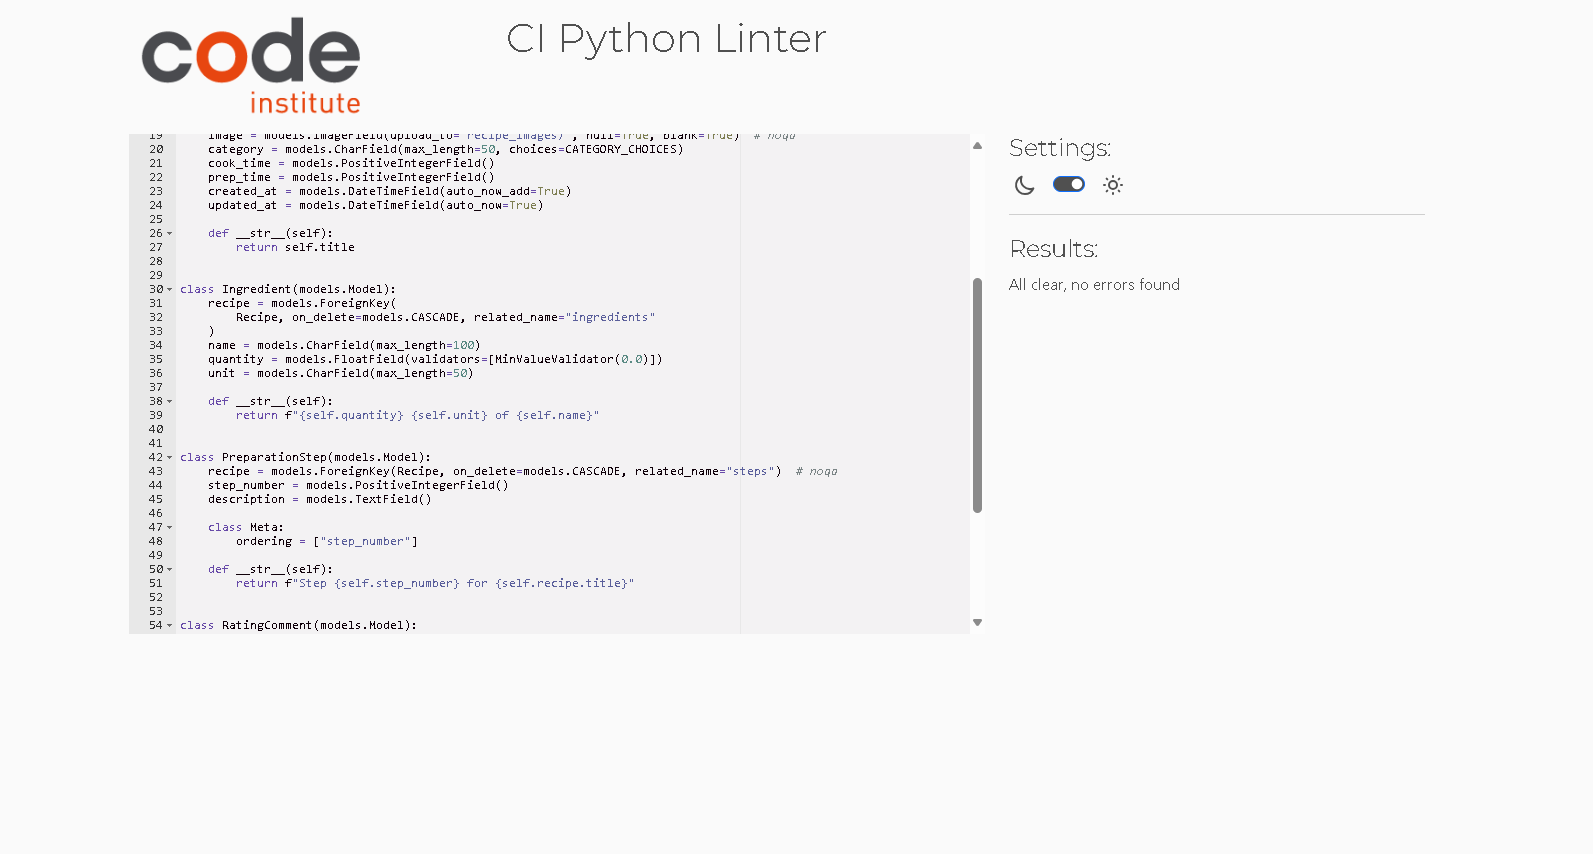 code
institute
CI Python Linter
19 image = models.ImageField(upload_to='recipe_images/', null=True, blank=True)  # noqa
20 category = models.CharField(max_length=50, choices=CATEGORY_CHOICES)
21 cook_time = models.PositiveIntegerField()
22 prep_time = models.PositiveIntegerField()
23 created_at = models.DateTimeField(auto_now_add=True)
24 updated_at = models.DateTimeField(auto_now=True)
25
26 def __str__(self):
27 return self.title
28
29
30 class Ingredient(models.Model):
31 recipe = models.ForeignKey(
32 Recipe, on_delete=models.CASCADE, related_name="ingredients"
33 )
34 name = models.CharField(max_length=100)
35 quantity = models.FloatField(validators=[MinValueValidator(0.0)])
36 unit = models.CharField(max_length=50)
37
38 def __str__(self):
39 return f"{self.quantity} {self.unit} of {self.name}"
40
41
42 class PreparationStep(models.Model):
43 recipe = models.ForeignKey(Recipe, on_delete=models.CASCADE, related_name="steps")  # noqa
44 step_number = models.PositiveIntegerField()
45 description = models.TextField()
46
47 class Meta:
48 ordering = ["step_number"]
49
50 def __str__(self):
51 return f"Step {self.step_number} for {self.recipe.title}"
52
53
54 class RatingComment(models.Model):
Settings:
Results:
All clear, no errors found